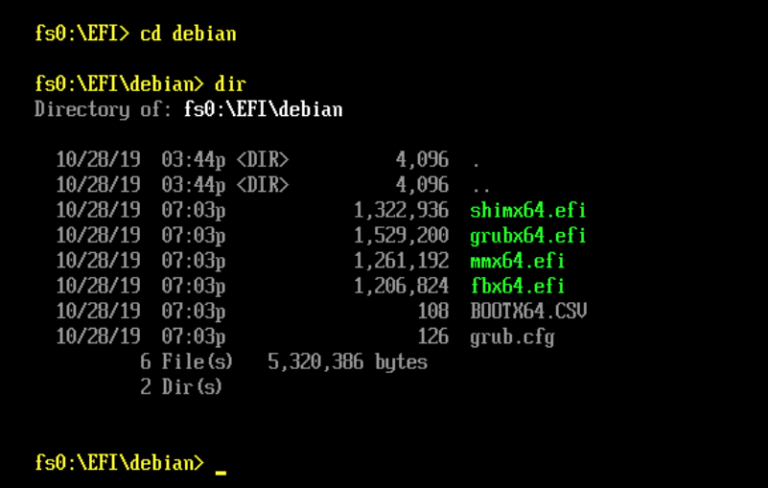 fs0:\EFI> cd debian
fs0:\EFI\debian> dir
Directory of: fs0:\EFI\debian
10/28/19 03:44p <DIR> 4,096 .
10/28/19 03:44p <DIR> 4,096 ..
10/28/19 07:03p 1,322,936 shimx64.efi
10/28/19 07:03p 1,529,200 grubx64.efi
10/28/19 07:03p 1,261,192 mmx64.efi
10/28/19 07:03p 1,206,824 fbx64.efi
10/28/19 07:03p 108 BOOTX64.CSV
10/28/19 07:03p 126 grub.cfg
6 File(s) 5,320,386 bytes
2 Dir(s)
fs0:\EFI\debian> _